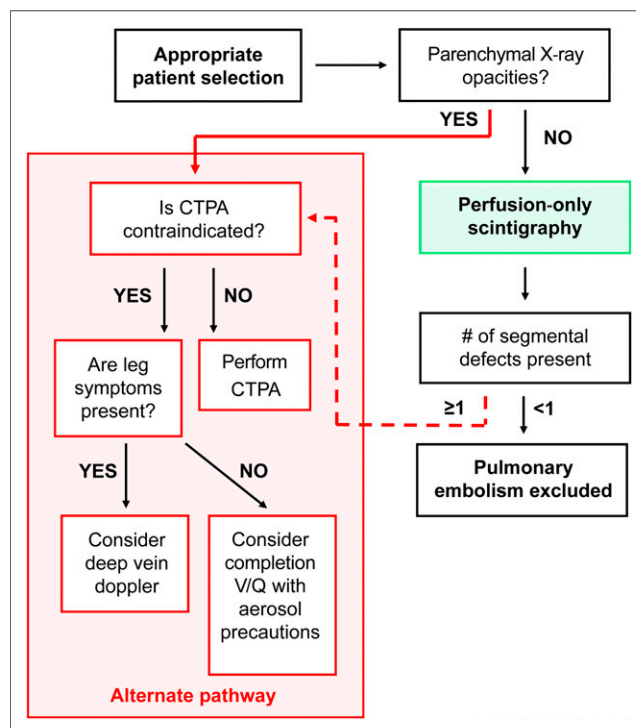 Appropriate
patient selection
Parenchymal X-ray
opacities?
YES
NO
Is CTPA
contraindicated?
Perfusion-only
scintigraphy
YES
NO
Are leg
symptoms
present?
Perform
CTPA
# of segmental
defects present
≥1
<1
YES
NO
Pulmonary
embolism excluded
Consider
deep vein
doppler
Consider
completion
V/Q with
aerosol
precautions
Alternate pathway